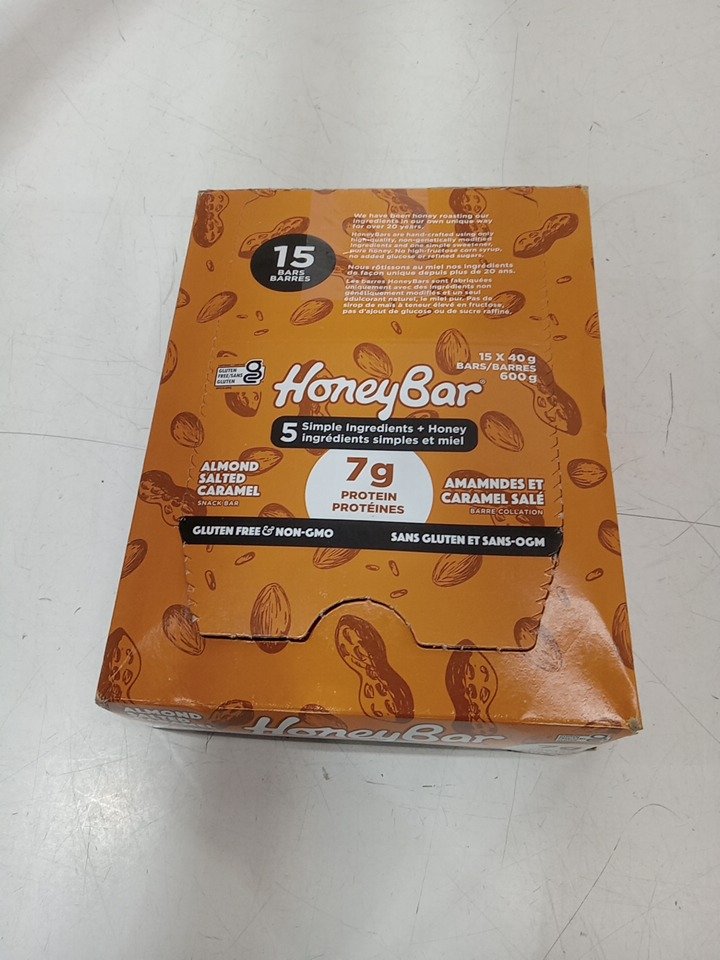 We have been honey roasting our
ingredients in our own unique way
for over 20 years.
HoneyBars are hand-crafted using only
high-quality, non-genetically modified
ingredients and one simple sweetener,
pure honey. No high-fructose corn syrup,
no added glucose or refined sugars.
Nous rôtissons au miel nos ingrédients
de façon unique depuis plus de 20 ans.
Les barres HoneyBars sont fabriquées
uniquement avec des ingrédients non
génétiquement modifiés et un seul
édulcorant naturel, le miel pur. Pas de
sirop de maïs à teneur élevé en fructose,
pas d'ajout de glucose ou de sucre raffiné.
15
BARS
BARRES
15 X 40 g
BARS/BARRES
600 g
GLUTEN
FREE/SANS
GLUTEN
HoneyBar®
5 Simple Ingredients + Honey
ingrédients simples et miel
7g
PROTEIN
PROTÉINES
ALMOND
SALTED
CARAMEL
SNACK BAR
AMAMNDES ET
CARAMEL SALÉ
BARRE COLLATION
GLUTEN FREE & NON-GMO
SANS GLUTEN ET SANS-OGM
ALMOND
HoneyBar